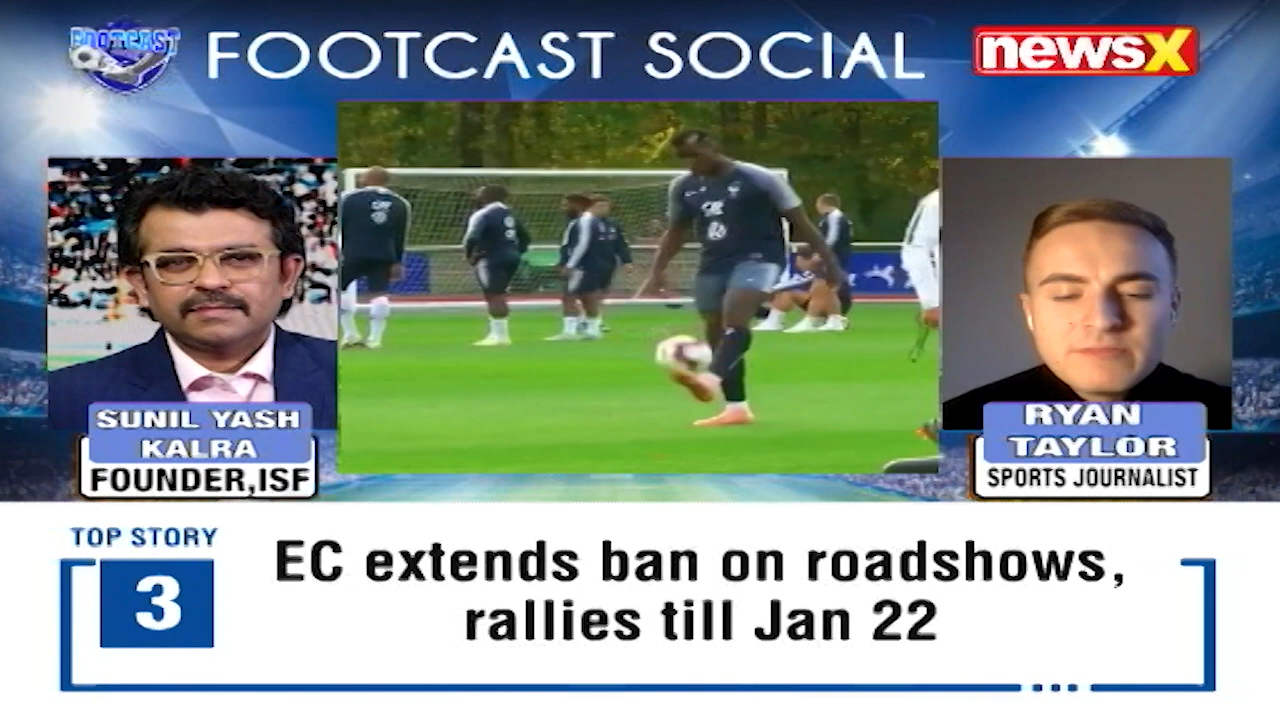 FOOTCAST
FOOTCAST SOCIAL
newsX
SUNIL YASH
KALRA
FOUNDER,ISF
RYAN
TAYLOR
SPORTS JOURNALIST
TOP STORY
3
EC extends ban on roadshows,
rallies till Jan 22